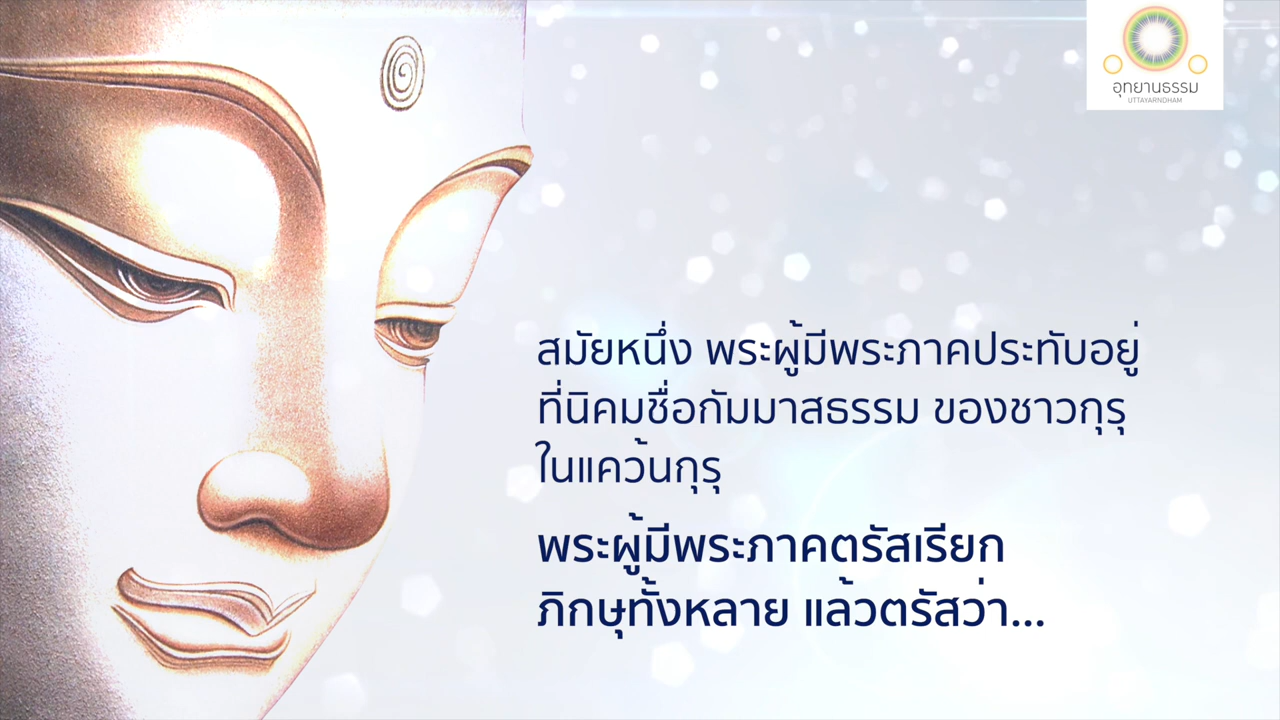 อุทยานธรรม
UTTAYARNDHAM
สมัยหนึ่ง พระผู้มีพระภาคประทับอยู่
ที่นิคมชื่อกัมมาสธรรม ของชาวกุรุ
ในแคว้นกุรุ
พระผู้มีพระภาคตรัสเรียก
ภิกษุทั้งหลาย แล้วตรัสว่า...